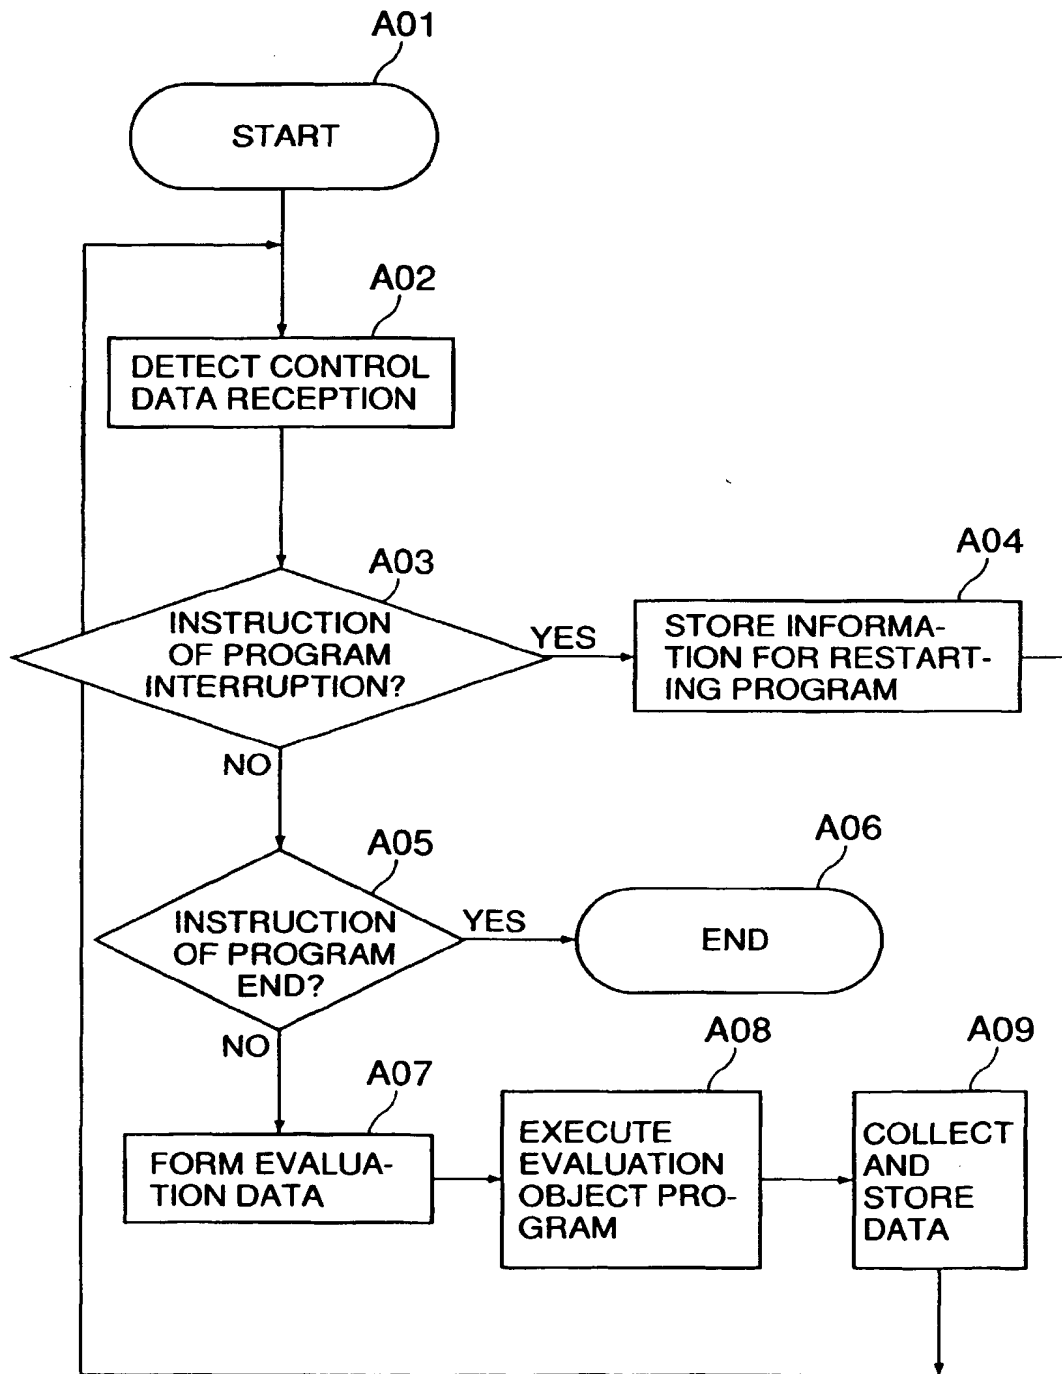 A01
START
A02
DETECT CONTROL
DATA RECEPTION
A03
INSTRUCTION
OF PROGRAM
INTERRUPTION?
YES
A04
STORE INFORMA-
TION FOR RESTART-
ING PROGRAM
NO
A05
INSTRUCTION
OF PROGRAM
END?
YES
A06
END
NO
A07
FORM EVALUA-
TION DATA
A08
EXECUTE
EVALUATION
OBJECT PRO-
GRAM
A09
COLLECT
AND
STORE
DATA